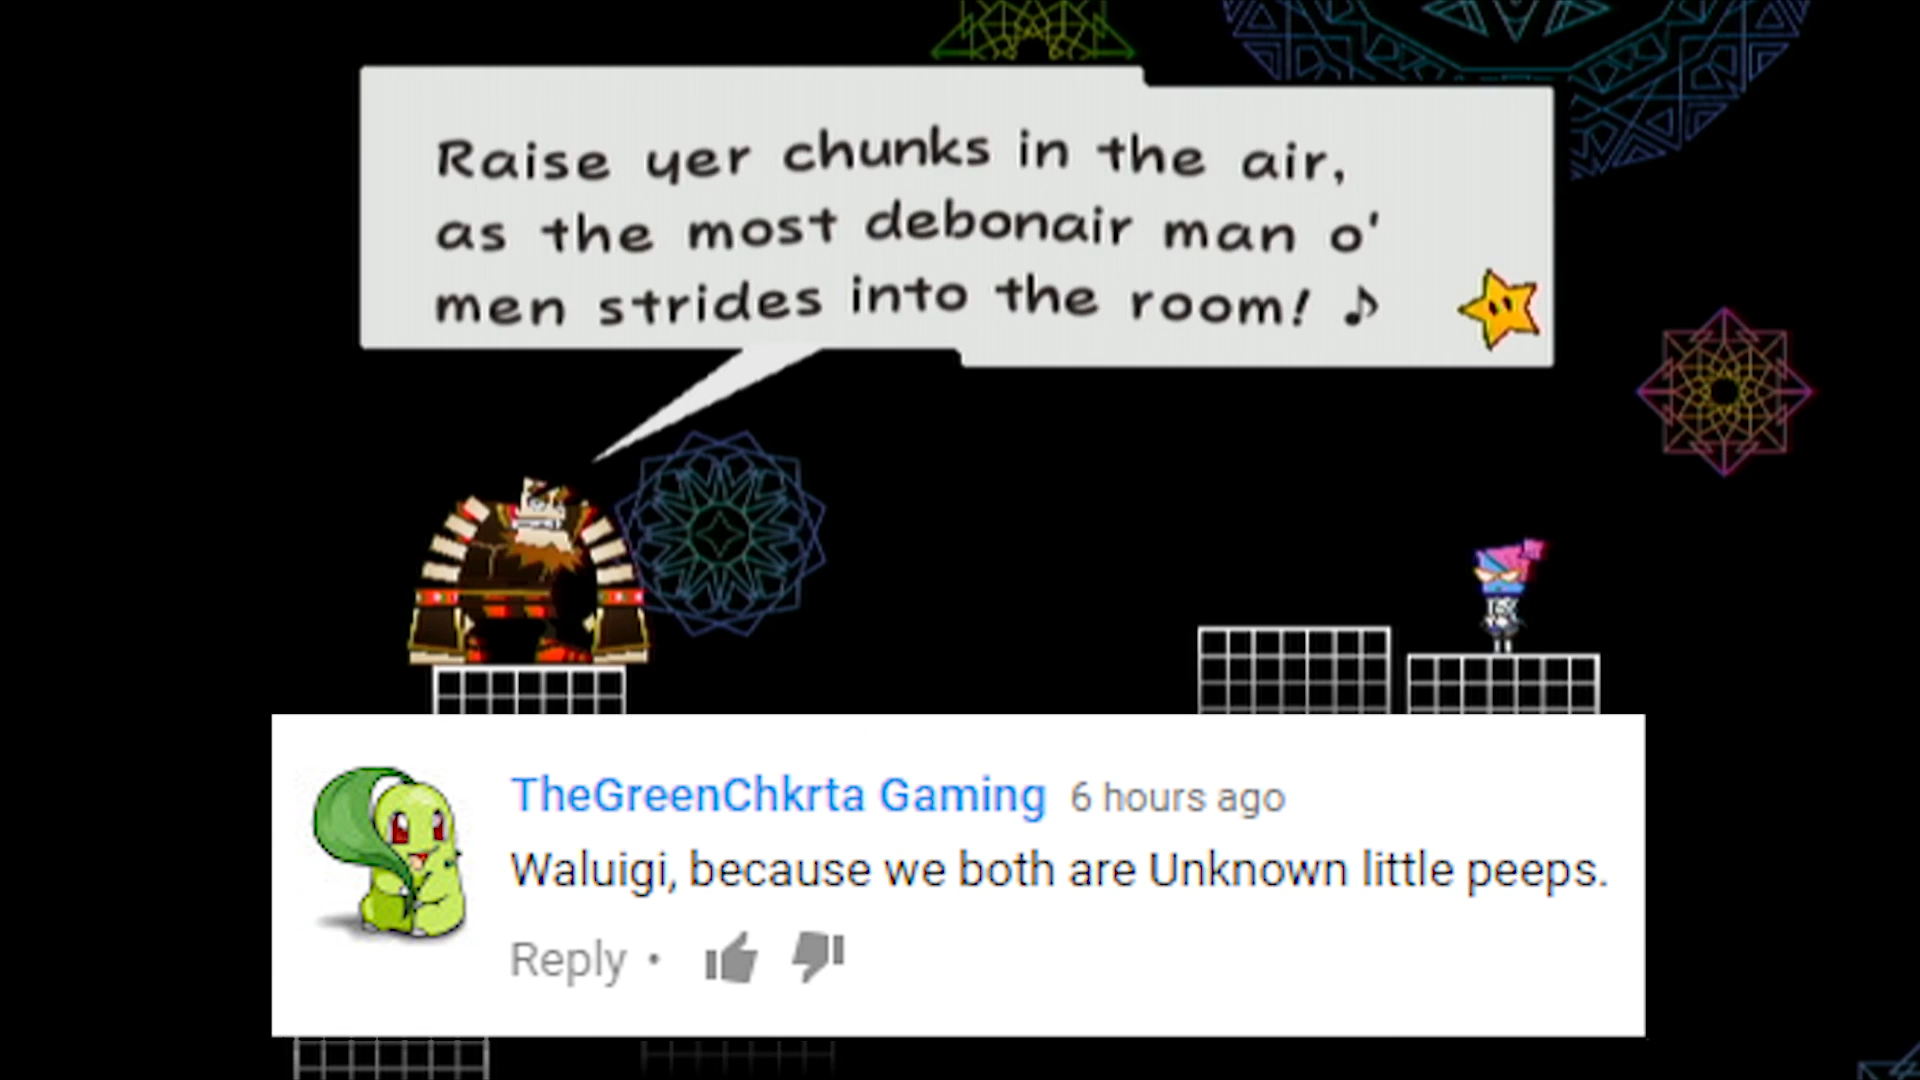 Raise yer chunks in the air,
as the most debonair man o'
men strides into the room! ♪
TheGreenChkrta Gaming 6 hours ago
Waluigi, because we both are Unknown little peeps.
Reply •